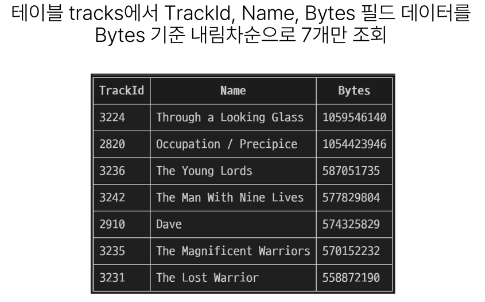 테이블 tracks에서 TrackId, Name, Bytes 필드 데이터를
Bytes 기준 내림차순으로 7개만 조회
TrackId Name Bytes
3224 Through a Looking Glass 1059546140
2820 Occupation / Precipice 1054423946
3236 The Young Lords 587051735
3242 The Man With Nine Lives 577829804
2910 Dave 574325829
3235 The Magnificent Warriors 570152232
3231 The Lost Warrior 558872190